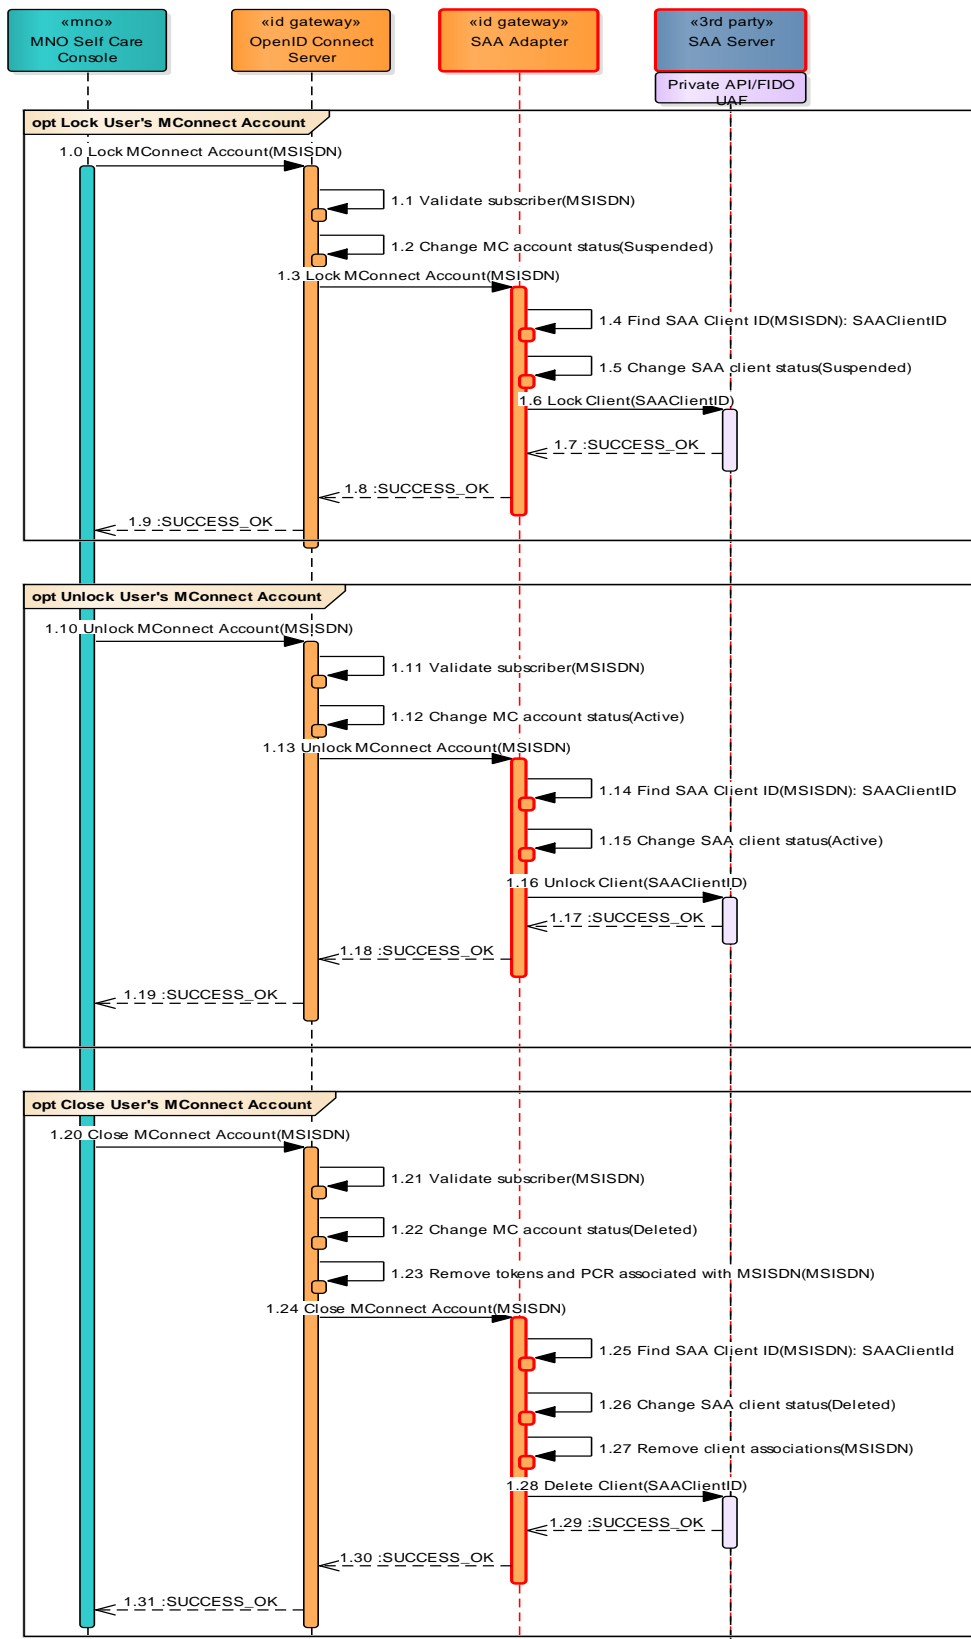 «mno»
MNO Self Care
Console
«id gateway»
OpenID Connect
Server
«id gateway»
SAA Adapter
«3rd party»
SAA Server
Private API/FIDO
UAF
opt Lock User's MConnect Account
1.0 Lock MConnect Account(MSISDN)
1.1 Validate subscriber(MSISDN)
1.2 Change MC account status(Suspended)
1.3 Lock MConnect Account(MSISDN)
1.4 Find SAA Client ID(MSISDN): SAAClientID
1.5 Change SAA client status(Suspended)
1.6 Lock Client(SAAClientID)
1.7 :SUCCESS_OK
1.8 :SUCCESS_OK
1.9 :SUCCESS_OK
opt Unlock User's MConnect Account
1.10 Unlock MConnect Account(MSISDN)
1.11 Validate subscriber(MSISDN)
1.12 Change MC account status(Active)
1.13 Unlock MConnect Account(MSISDN)
1.14 Find SAA Client ID(MSISDN): SAAClientID
1.15 Change SAA client status(Active)
1.16 Unlock Client(SAAClientID)
1.17 :SUCCESS_OK
1.18 :SUCCESS_OK
1.19 :SUCCESS_OK
opt Close User's MConnect Account
1.20 Close MConnect Account(MSISDN)
1.21 Validate subscriber(MSISDN)
1.22 Change MC account status(Deleted)
1.23 Remove tokens and PCR associated with MSISDN(MSISDN)
1.24 Close MConnect Account(MSISDN)
1.25 Find SAA Client ID(MSISDN): SAAClientId
1.26 Change SAA client status(Deleted)
1.27 Remove client associations(MSISDN)
1.28 Delete Client(SAAClientID)
1.29 :SUCCESS_OK
1.30 :SUCCESS_OK
1.31 :SUCCESS_OK